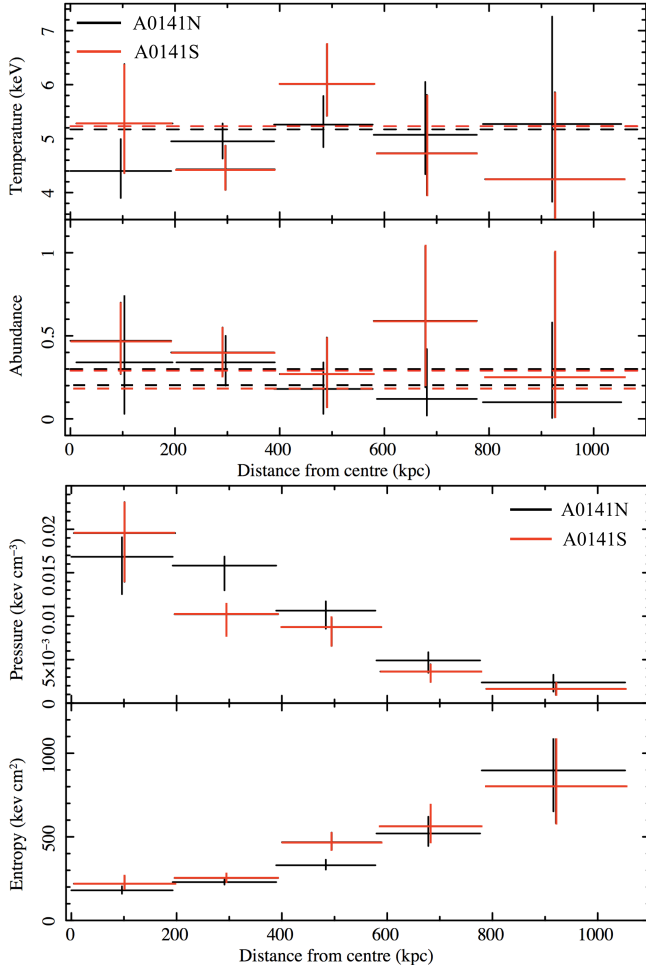 A0141N
A0141S
Temperature (keV)
7
6
5
4
Abundance
1
0.5
0
0
200
400
600
800
1000
Distance from centre (kpc)
A0141N
A0141S
Pressure (kev cm⁻³)
0.02
0.015
0.01
5×10⁻³
0
Entropy (kev cm²)
1000
500
0
0
200
400
600
800
1000
Distance from centre (kpc)